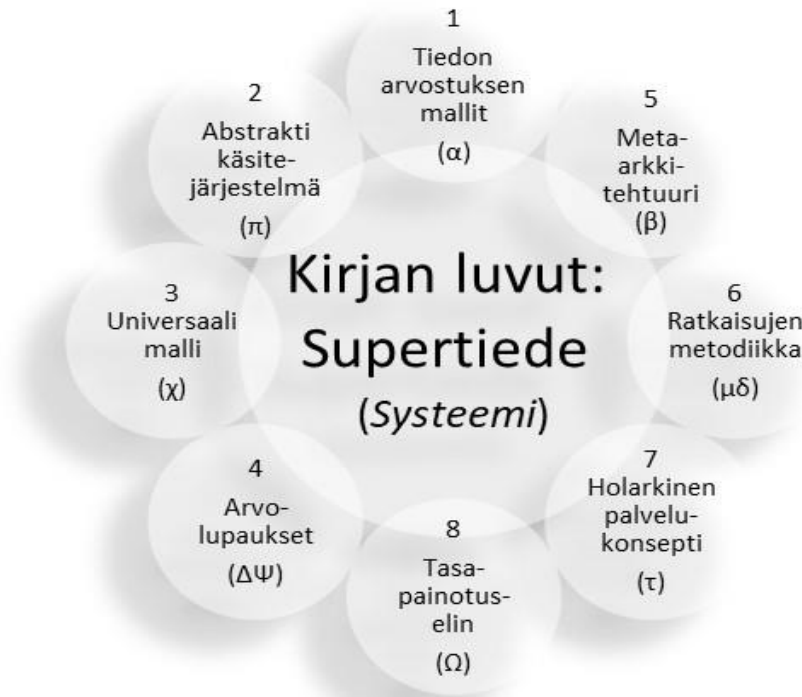 1
Tiedon
arvostuksen
mallit
(α)
2
Abstrakti
käsite-
järjestelmä
(π)
3
Universaali
malli
(χ)
4
Arvo-
lupaukset
(ΔΨ)
5
Meta-
arkki-
tehtuuri
(β)
6
Ratkaisujen
metodiikka
(μδ)
7
Holarkinen
palvelu-
konsepti
(τ)
8
Tasa-
painotus-
elin
(Ω)
Kirjan luvut:
Supertiede
(Systeemi)